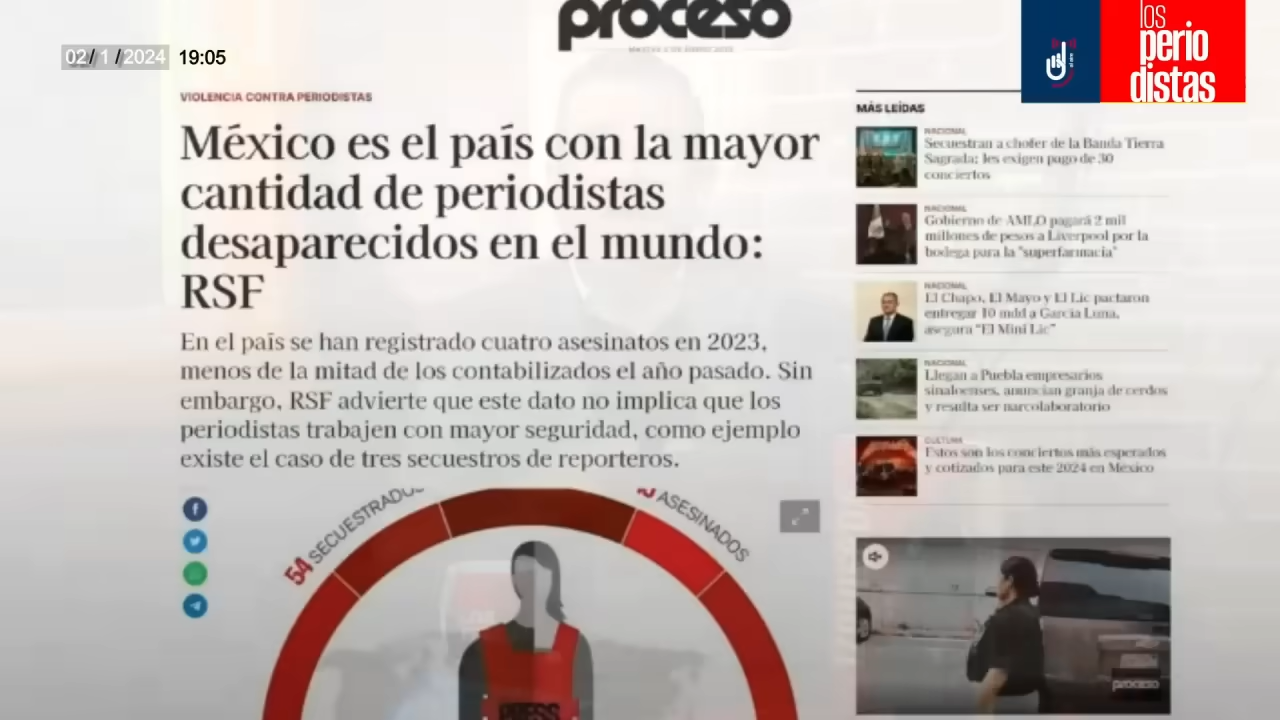 proceso
MARTES 2 DE ENERO 2024
02/ 1 /2024 19:05
los
perio
distas
VIOLENCIA CONTRA PERIODISTAS
México es el país con la mayor
cantidad de periodistas
desaparecidos en el mundo:
RSF
En el país se han registrado cuatro asesinatos en 2023,
menos de la mitad de los contabilizados el año pasado. Sin
embargo, RSF advierte que este dato no implica que los
periodistas trabajen con mayor seguridad, como ejemplo
existe el caso de tres secuestros de reporteros.
54 SECUESTRADOS
ASESINADOS
PRESS
MÁS LEÍDAS
NACIONAL
Secuestran a chofer de la Banda Tierra
Sagrada; les exigen pago de 30
conciertos
NACIONAL
Gobierno de AMLO pagará 2 mil
millones de pesos a Liverpool por la
bodega para la "superfarmacia"
NACIONAL
El Chapo, El Mayo y El Lic pactaron
entregar 10 mdd a García Luna,
asegura "El Mini Lic"
NACIONAL
Llegan a Puebla empresarios
sinaloenses, anuncian granja de cerdos
y resulta ser narcolaboratorio
CULTURA
Estos son los conciertos más esperados
y cotizados para este 2024 en México
proceso